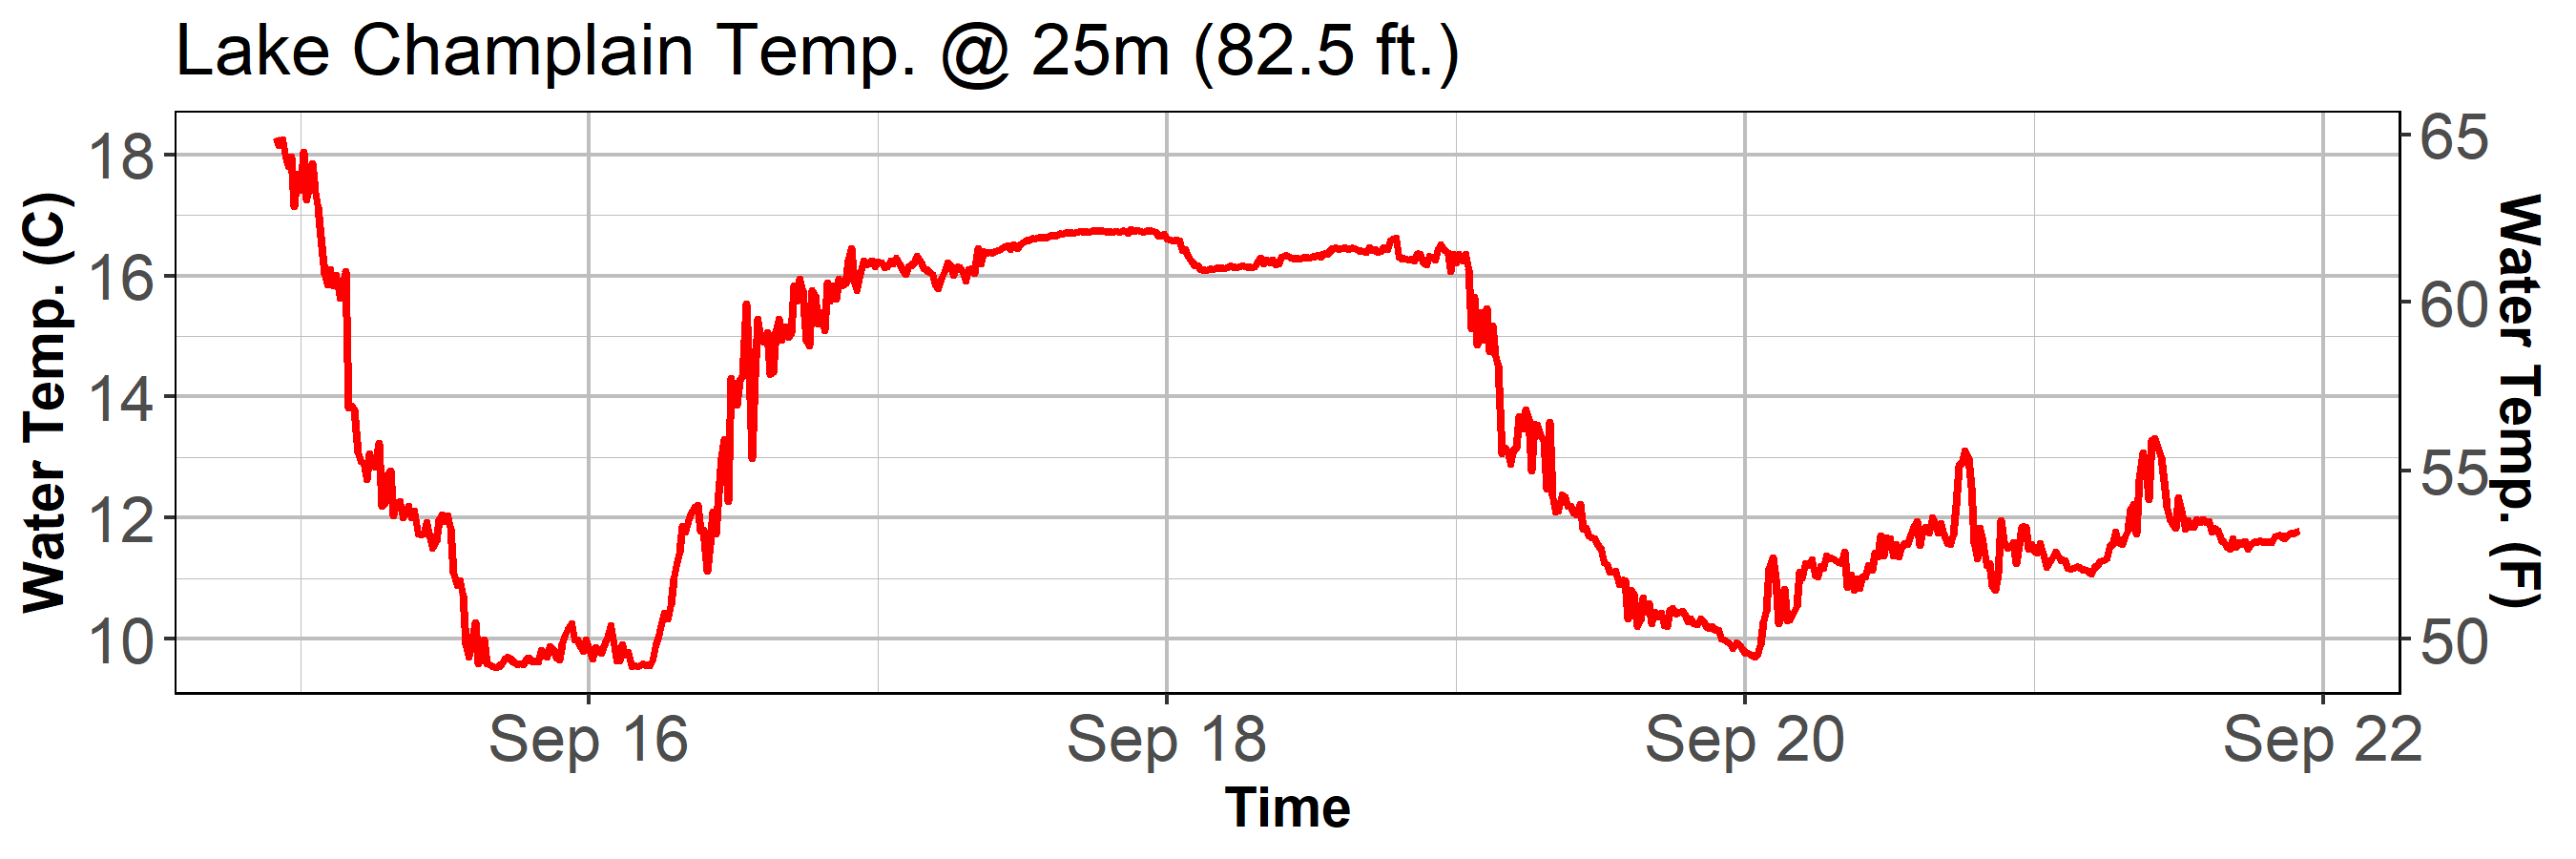 Lake Champlain Temp. @ 25m (82.5 ft.)
Water Temp. (C)
18
16
14
12
10
65
60
55
50
Water Temp. (F)
Sep 16 Sep 18 Sep 20 Sep 22
Time